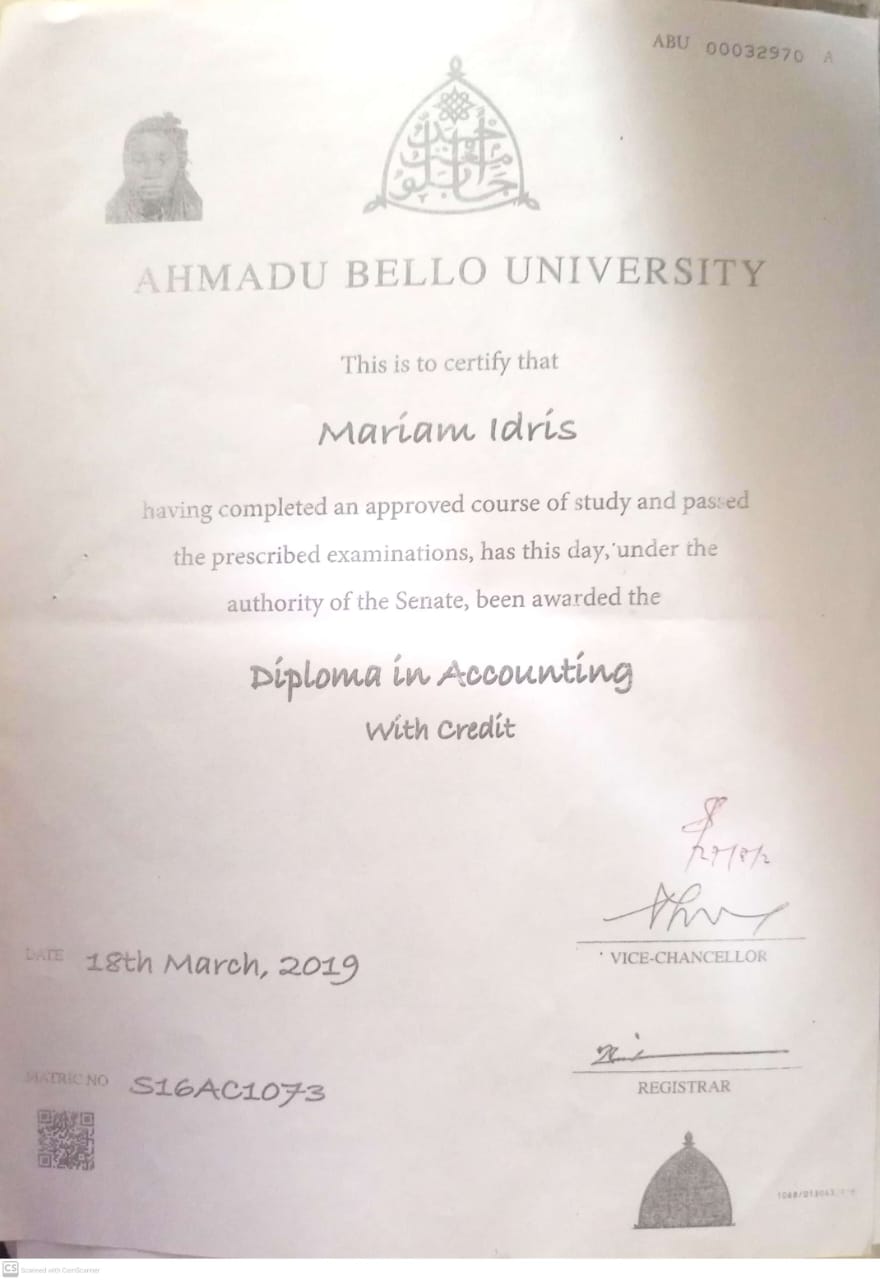 ABU 00032970 A
AHMADU BELLO UNIVERSITY
This is to certify that
Mariam Idris
having completed an approved course of study and passed
the prescribed examinations, has this day, under the
authority of the Senate, been awarded the
Diploma in Accounting
With Credit
DATE 18th March, 2019
VICE-CHANCELLOR
MATRIC NO S16AC1073
REGISTRAR
CS Scanned with CamScanner